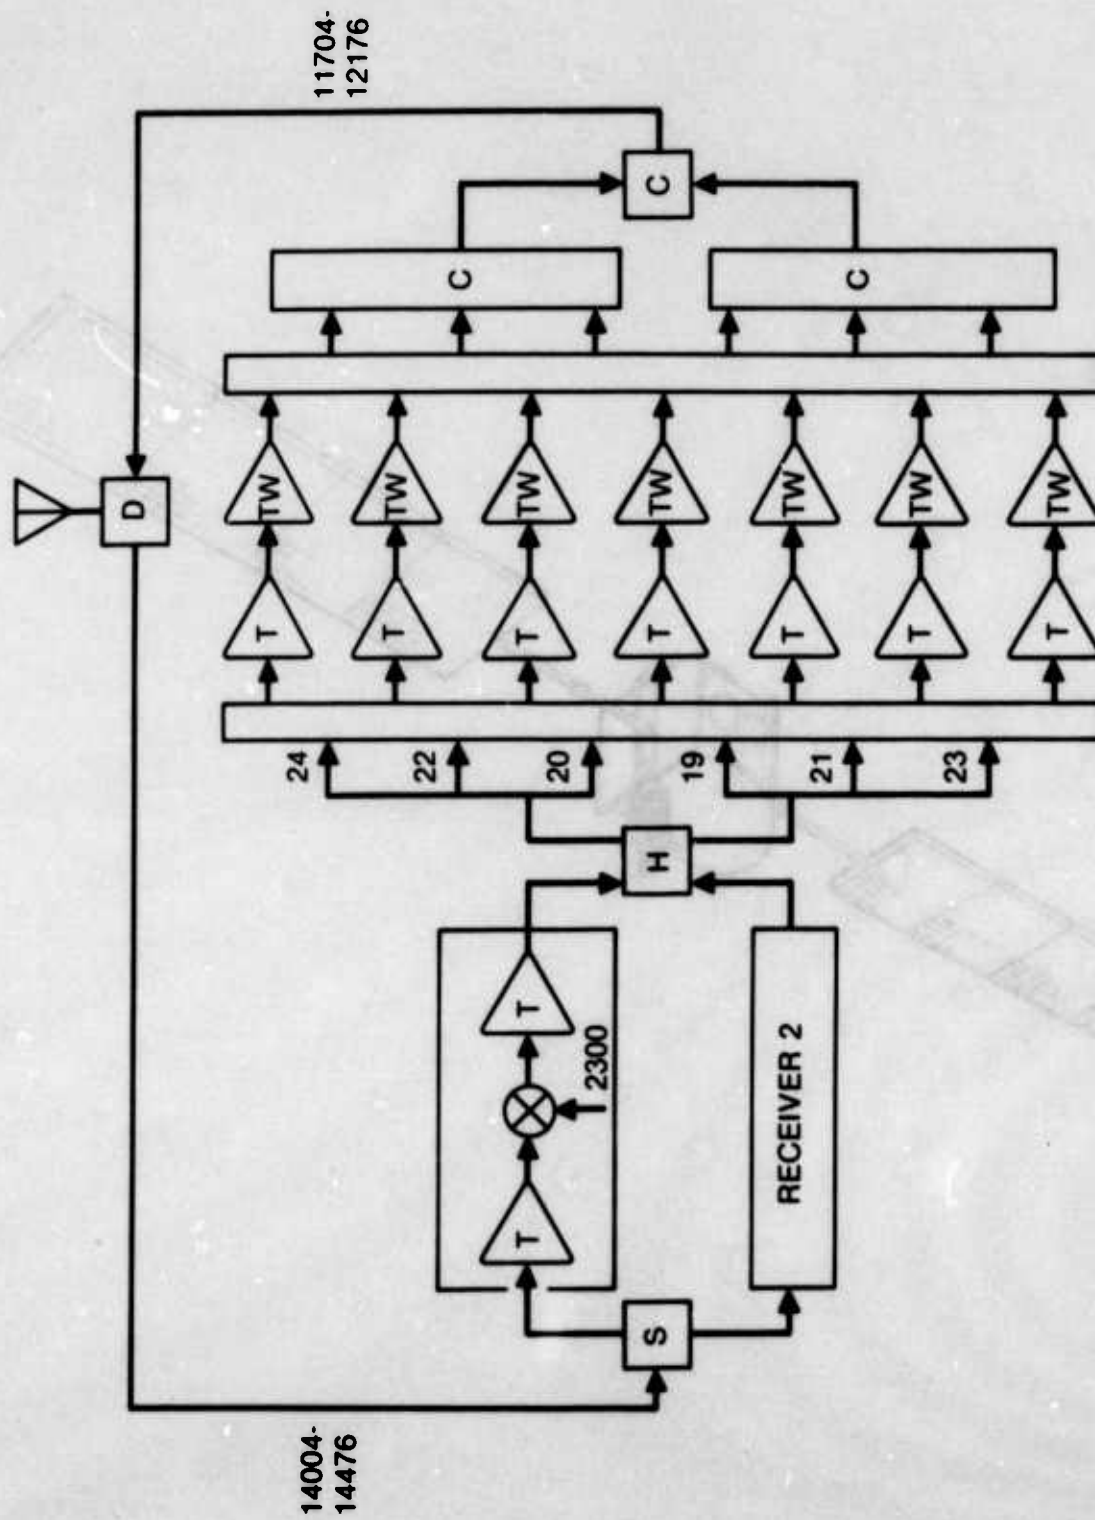 14004-
14476
11704-
12176
D
S
T
T
2300
RECEIVER 2
H
24
22
20
19
21
23
T
TW
T
TW
T
TW
T
TW
T
TW
T
TW
T
TW
C
C
C